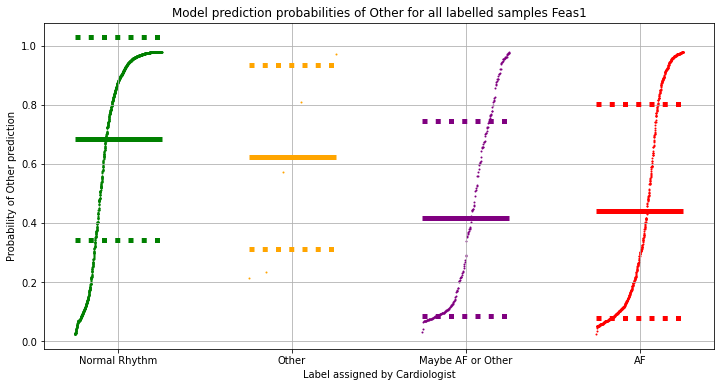 Model prediction probabilities of Other for all labelled samples Feas1
Probability of Other prediction
1.0
0.8
0.6
0.4
0.2
0.0
Normal Rhythm
Other
Maybe AF or Other
AF
Label assigned by Cardiologist